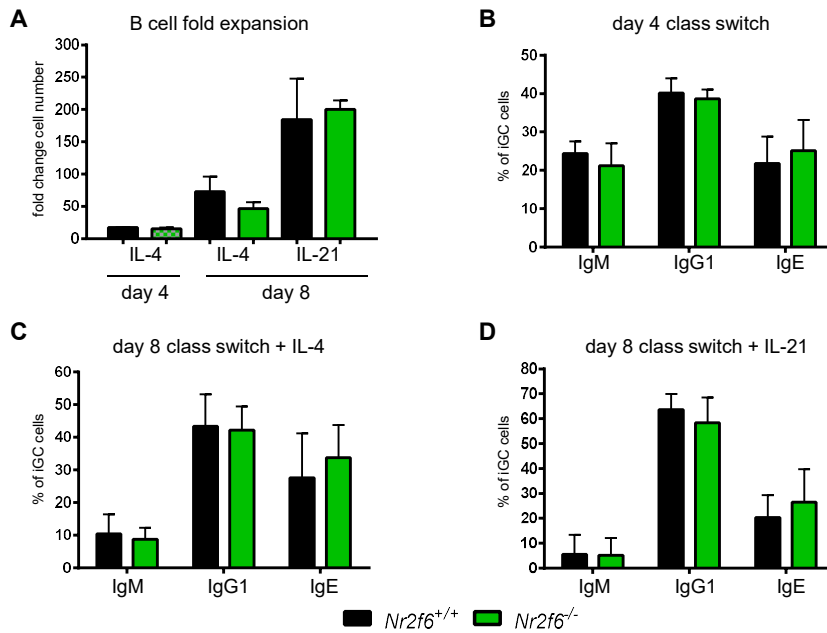 A
B cell fold expansion
fold change cell number
300
250
200
150
100
50
0
IL-4
IL-4
IL-21
day 4
day 8
B
day 4 class switch
% of iGC cells
50
40
30
20
10
0
IgM
IgG1
IgE
C
day 8 class switch + IL-4
% of iGC cells
60
50
40
30
20
10
0
IgM
IgG1
IgE
D
day 8 class switch + IL-21
% of iGC cells
80
70
60
50
40
30
20
10
0
IgM
IgG1
IgE
Nr2f6+/+
Nr2f6-/-